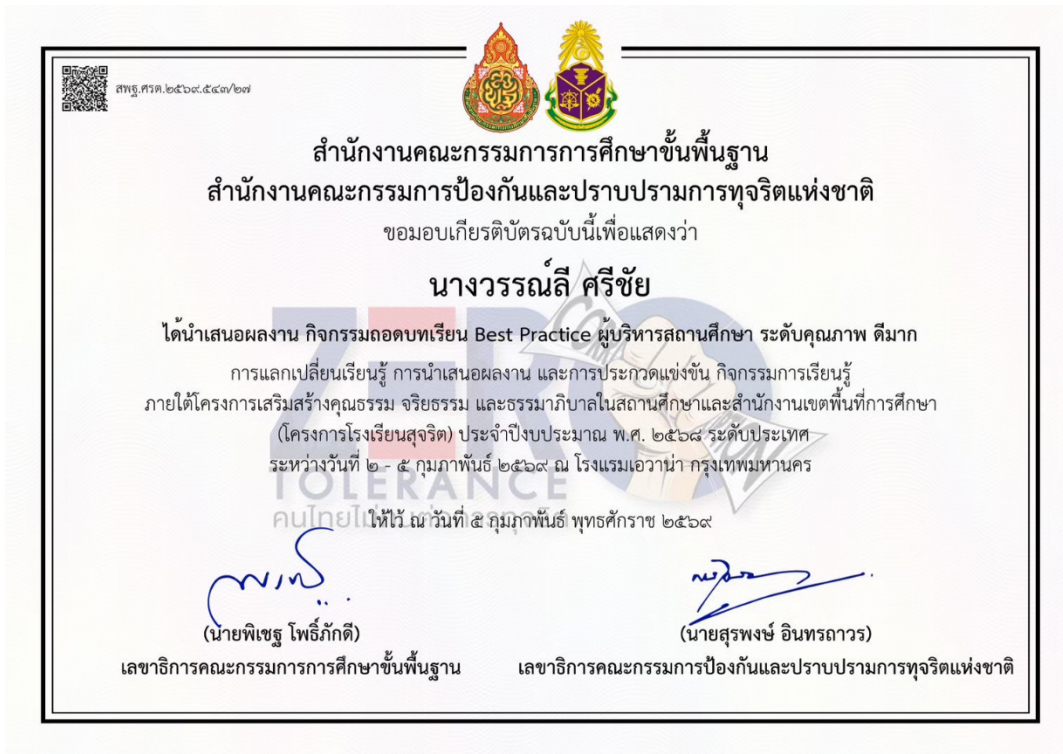 สพฐ.ศรต.๒๕๖๙.๕๔๓/๒๗
สำนักงานคณะกรรมการการศึกษาขั้นพื้นฐาน
สำนักงานคณะกรรมการป้องกันและปราบปรามการทุจริตแห่งชาติ
ขอมอบเกียรติบัตรฉบับนี้เพื่อแสดงว่า
นางวรรณ์ลี ศรีชัย
ได้นำเสนอผลงาน กิจกรรมถอดบทเรียน Best Practice ผู้บริหารสถานศึกษา ระดับคุณภาพ ดีมาก
การแลกเปลี่ยนเรียนรู้ การนำเสนอผลงาน และการประกวดแข่งขัน กิจกรรมการเรียนรู้
ภายใต้โครงการเสริมสร้างคุณธรรม จริยธรรม และธรรมาภิบาลในสถานศึกษาและสำนักงานเขตพื้นที่การศึกษา
(โครงการโรงเรียนสุจริต) ประจำปีงบประมาณ พ.ศ. ๒๕๖๘ ระดับประเทศ
ระหว่างวันที่ ๒ - ๕ กุมภาพันธ์ ๒๕๖๙ ณ โรงแรมเอวาน่า กรุงเทพมหานคร
ให้ไว้ ณ วันที่ ๕ กุมภาพันธ์ พุทธศักราช ๒๕๖๙
ZERO
TOLERANCE
คนไทยไม่
(นายพิเชฐ โพธิ์ภักดี)
(นายสุรพงษ์ อินทรถาวร)
เลขาธิการคณะกรรมการการศึกษาขั้นพื้นฐาน
เลขาธิการคณะกรรมการป้องกันและปราบปรามการทุจริตแห่งชาติ